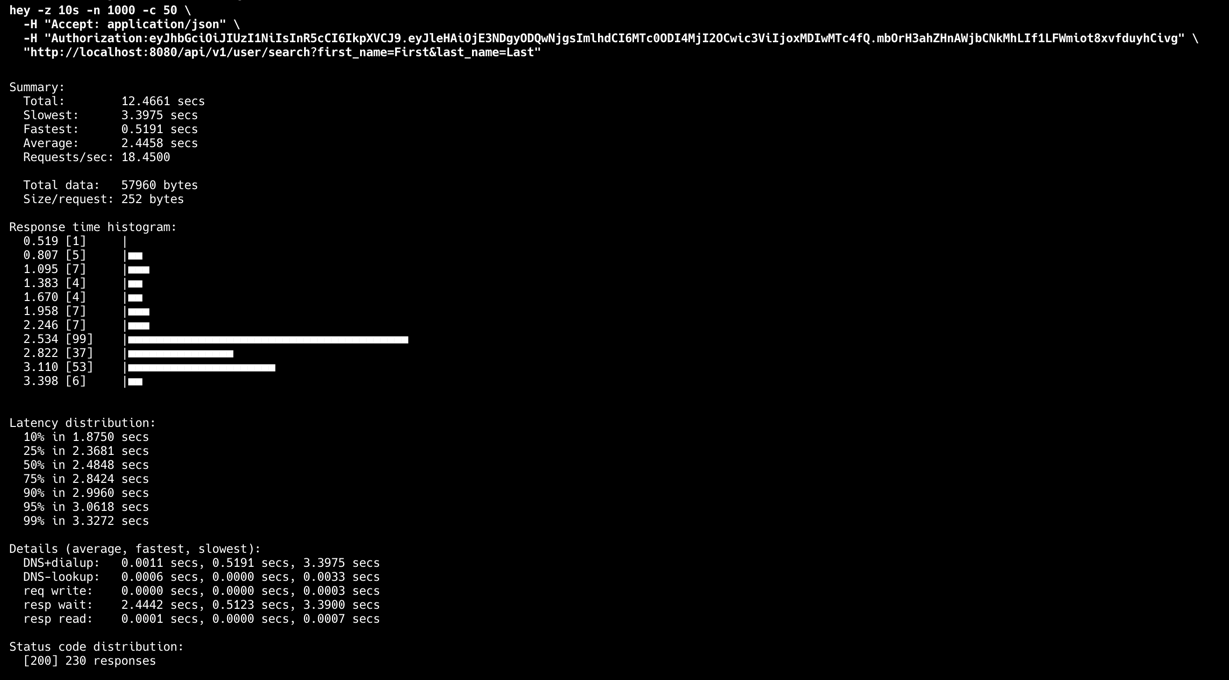 hey -z 10s -n 1000 -c 50 \
-H "Accept: application/json" \
-H "Authorization:eyJhbGciOiJIUzI1NiIsInR5cCI6IkpXVCJ9.eyJleHAiOjE3NDgyODQwNjgsImlhdCI6MTc0ODI4MjI2OCwic3ViIjoxMDIwMTc4fQ.mbOrH3ahZHnAWjbCNkMhLIf1LFWmiot8xvfduyhCivg" \
"http://localhost:8080/api/v1/user/search?first_name=First&last_name=Last"
Summary:
Total: 12.4661 secs
Slowest: 3.3975 secs
Fastest: 0.5191 secs
Average: 2.4458 secs
Requests/sec: 18.4500
Total data: 57960 bytes
Size/request: 252 bytes
Response time histogram:
0.519 [1] |
0.807 [5] |
1.095 [7] |
1.383 [4] |
1.670 [4] |
1.958 [7] |
2.246 [7] |
2.534 [99] |
2.822 [37] |
3.110 [53] |
3.398 [6] |
Latency distribution:
10% in 1.8750 secs
25% in 2.3681 secs
50% in 2.4848 secs
75% in 2.8424 secs
90% in 2.9960 secs
95% in 3.0618 secs
99% in 3.3272 secs
Details (average, fastest, slowest):
DNS+dialup: 0.0011 secs, 0.5191 secs, 3.3975 secs
DNS-lookup: 0.0006 secs, 0.0000 secs, 0.0033 secs
req write: 0.0000 secs, 0.0000 secs, 0.0003 secs
resp wait: 2.4442 secs, 0.5123 secs, 3.3900 secs
resp read: 0.0001 secs, 0.0000 secs, 0.0007 secs
Status code distribution:
[200] 230 responses